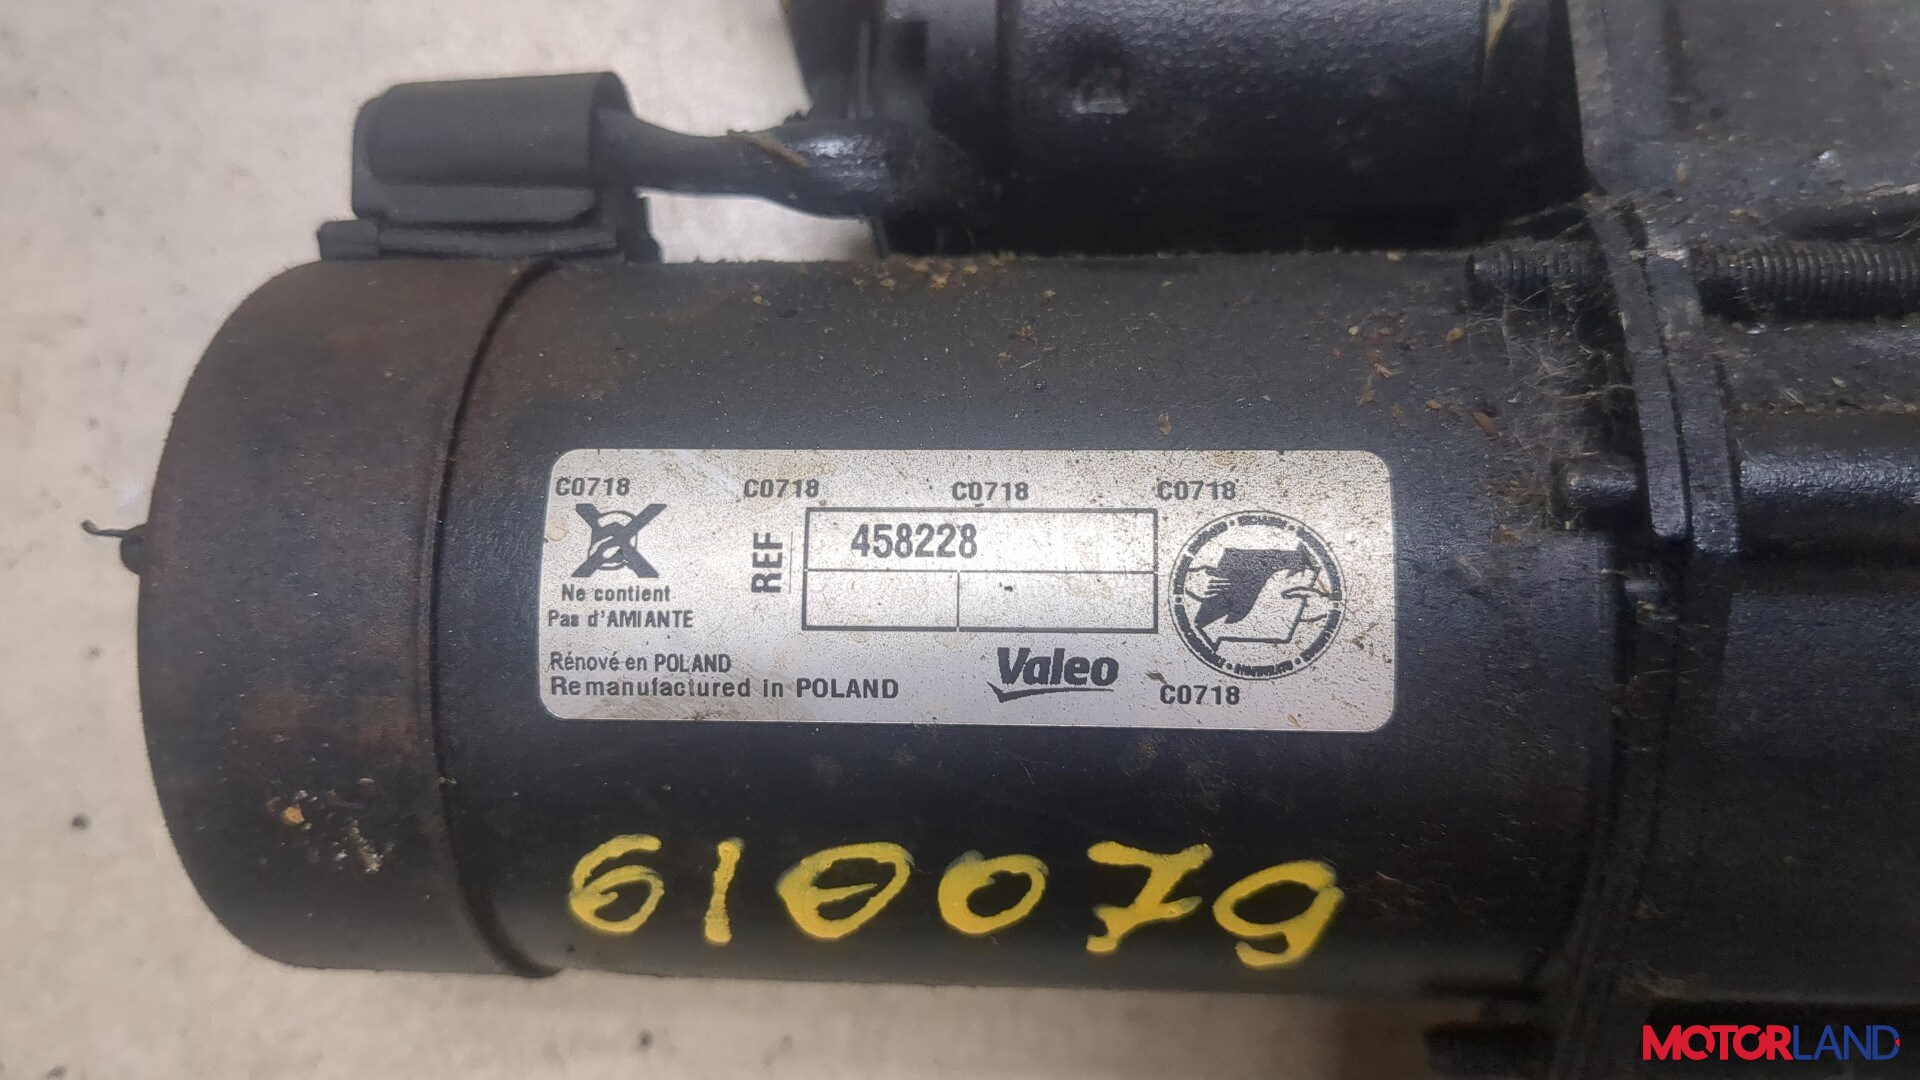 C0718 C0718 C0718 C0718
REF 458228
Ne contient
Pas d'AMIANTE
Rénové en POLAND
Remanufactured in POLAND
Valeo
C0718
610079
MOTORLAND